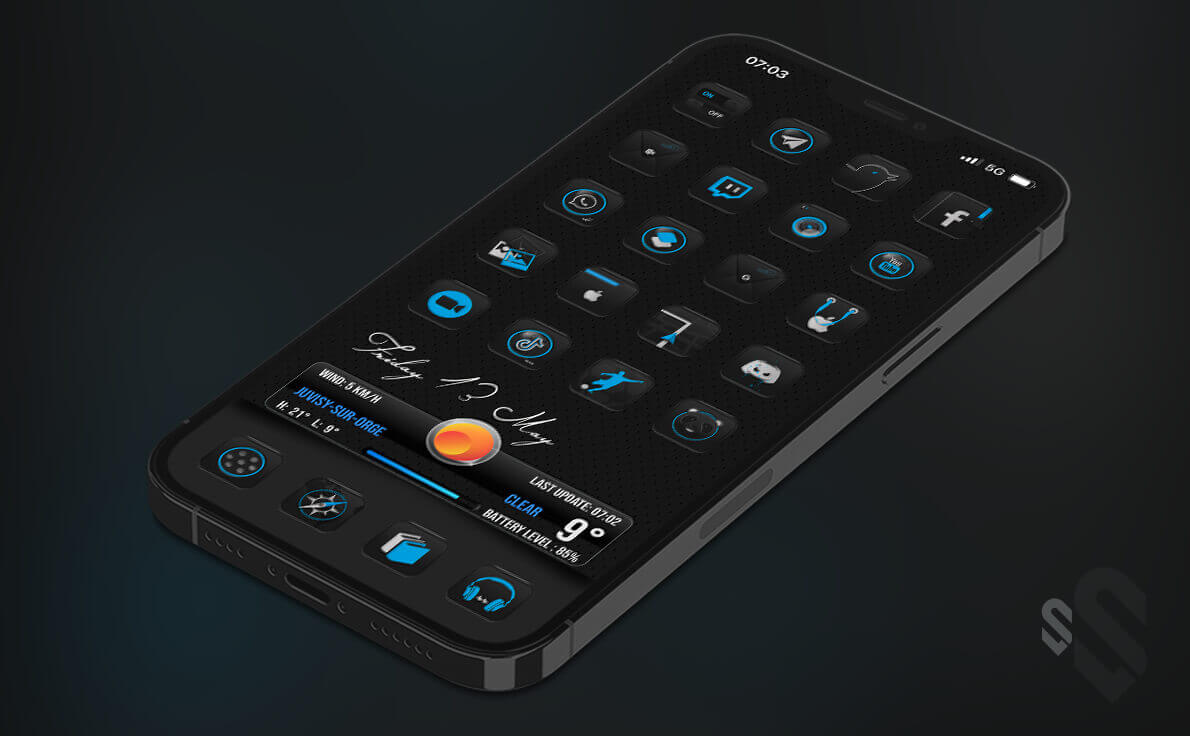 07:03
5G
ON
OFF
You
Friday 13 May
WIND: 5 KM/H
JUVISY-SUR-ORGE
H: 21° L: 9°
LAST UPDATE: 07:02
CLEAR
9°
BATTERY LEVEL : 85%